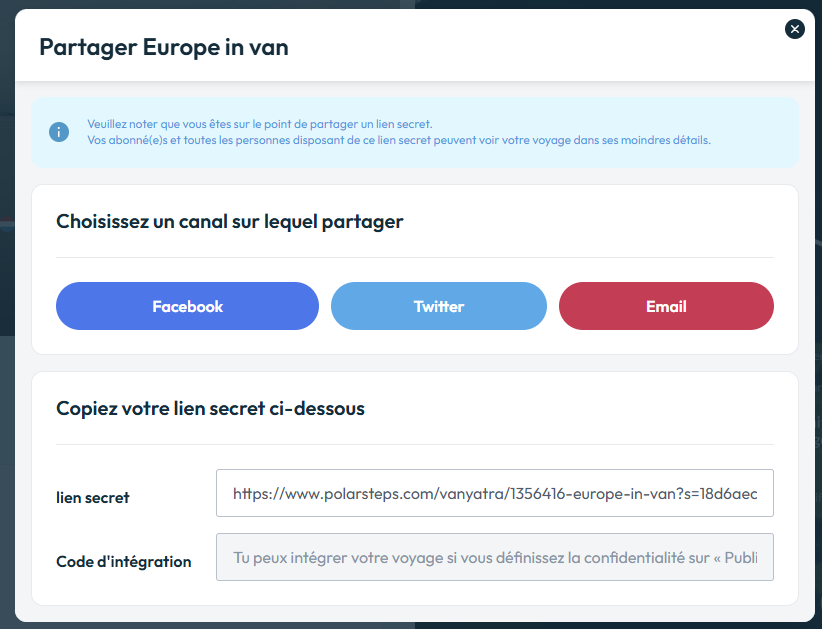 Partager Europe in van
Veuillez noter que vous êtes sur le point de partager un lien secret.
Vos abonné(e)s et toutes les personnes disposant de ce lien secret peuvent voir votre voyage dans ses moindres détails.
Choisissez un canal sur lequel partager
Facebook
Twitter
Email
Copiez votre lien secret ci-dessous
lien secret
https://www.polarsteps.com/vanyatra/1356416-europe-in-van?s=18d6aec
Code d'intégration
Tu peux intégrer votre voyage si vous définissez la confidentialité sur « Publi